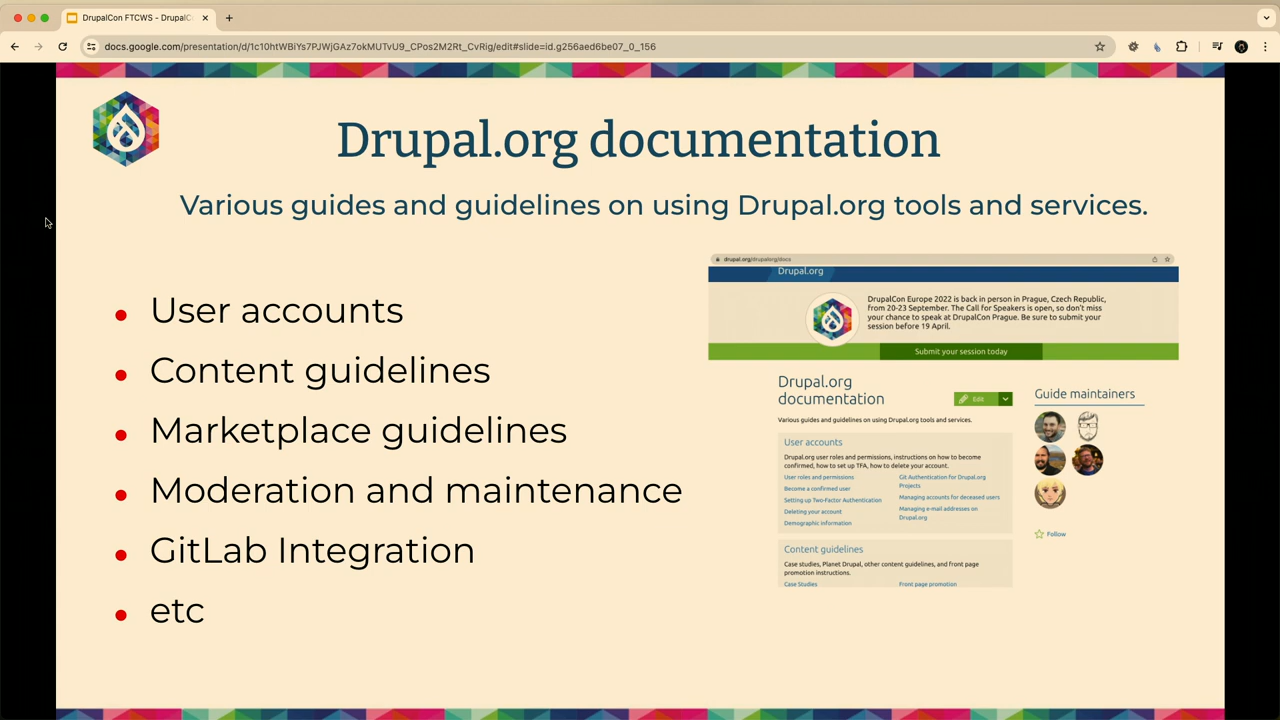 DrupalCon FTCWS - DrupalC
docs.google.com/presentation/d/1c10htWBiYs7PJWjGAz7okMUTvU9_CPos2M2Rt_CvRig/edit#slide=id.g256aed6be07_0_156
Drupal.org documentation
Various guides and guidelines on using Drupal.org tools and services.
User accounts
Content guidelines
Marketplace guidelines
Moderation and maintenance
GitLab Integration
etc
drupal.org/drupalorg/docs
Drupal.org
DrupalCon Europe 2022 is back in person in Prague, Czech Republic,
from 20-23 September. The Call for Speakers is open, so don't miss
your chance to speak at DrupalCon Prague. Be sure to submit your
session before 19 April.
Submit your session today
Drupal.org
documentation
Edit
Various guides and guidelines on using Drupal.org tools and services.
User accounts
Drupal.org user roles and permissions, instructions on how to become
confirmed, how to set up TFA, how to delete your account.
User roles and permissions
Become a confirmed user
Setting up Two-Factor Authentication
Deleting your account
Demographic information
Git Authentication for Drupal.org
Projects
Managing accounts for deceased users
Managing e-mail addresses on
Drupal.org
Content guidelines
Case studies, Planet Drupal, other content guidelines, and front page
promotion instructions.
Case Studies
Front page promotion
Guide maintainers
Follow